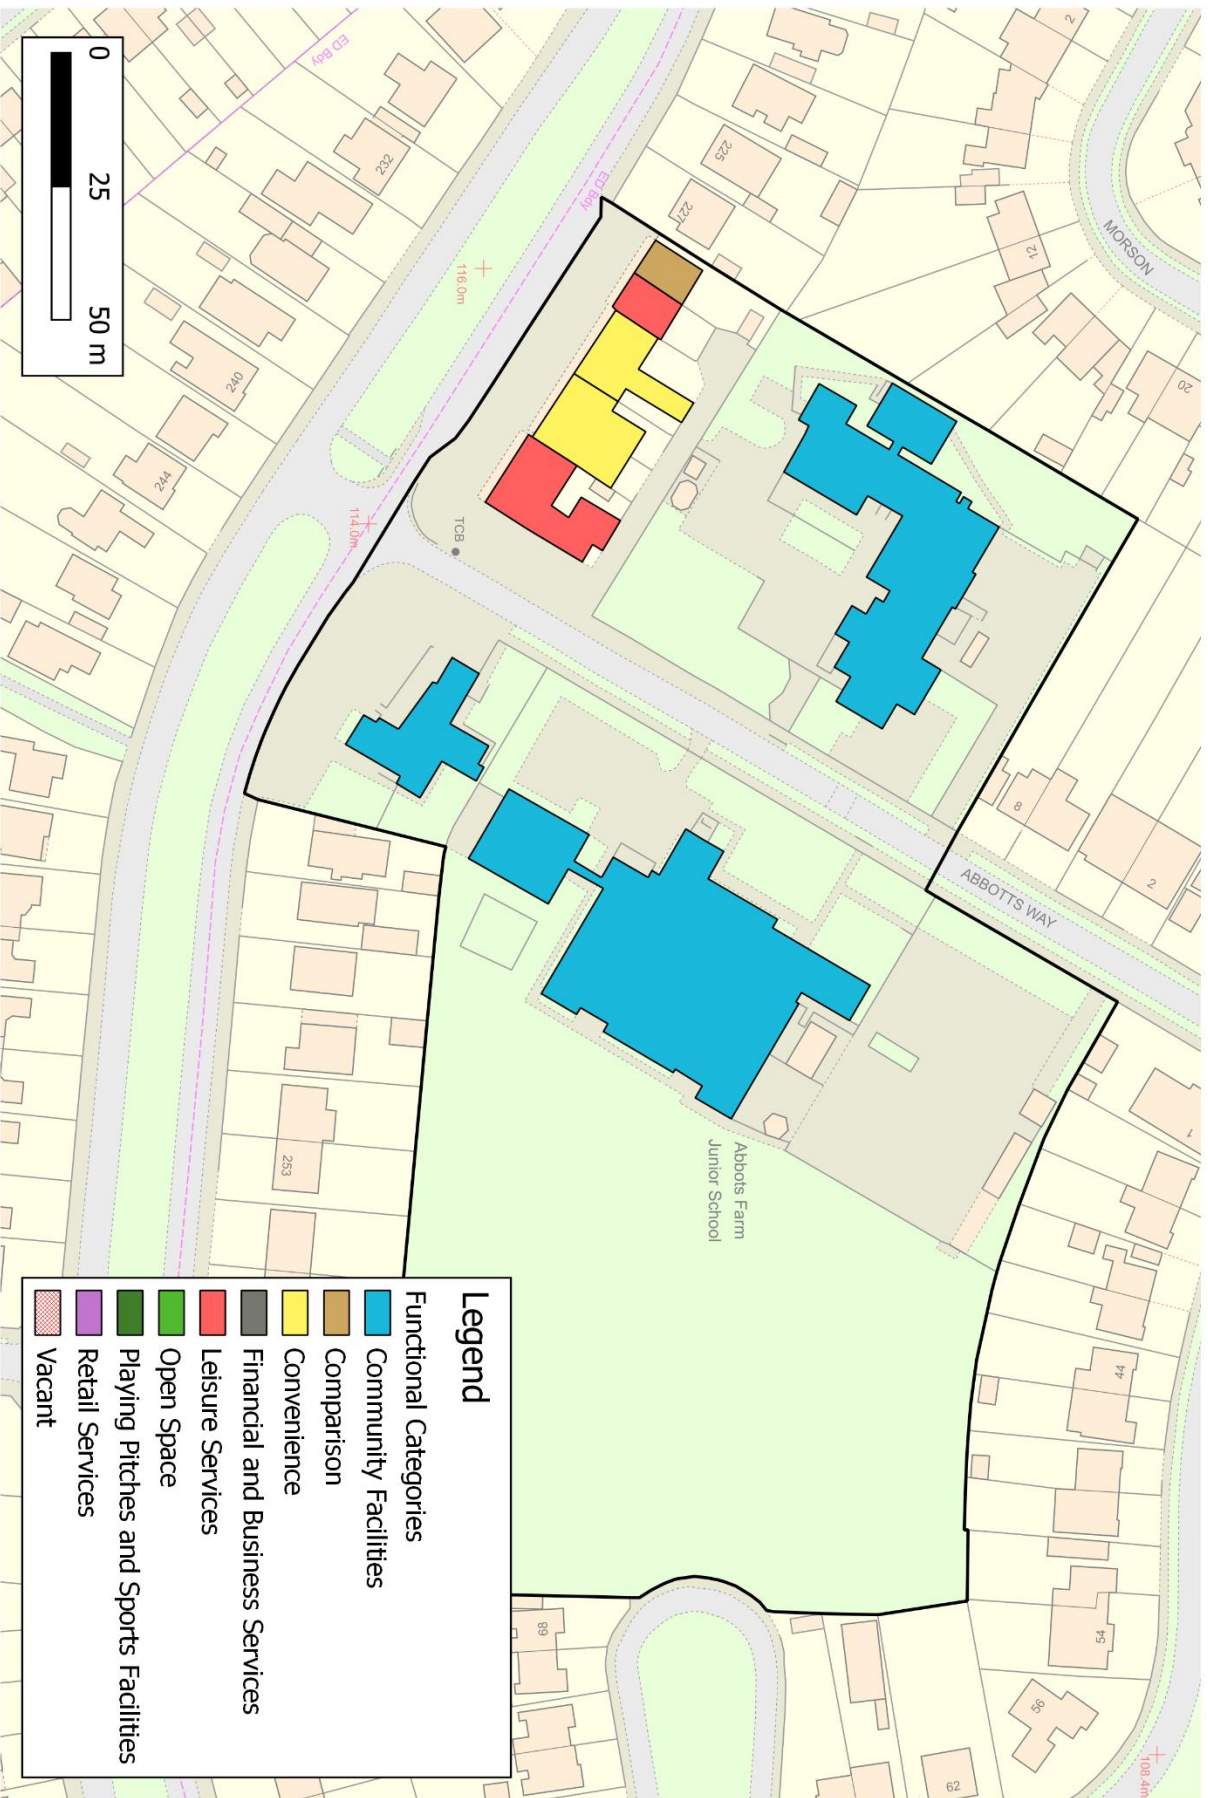 Legend
Functional Categories
Community Facilities
Comparison
Convenience
Financial and Business Services
Leisure Services
Open Space
Playing Pitches and Sports Facilities
Retail Services
Vacant
0 25 50 m
ED Bdy
ED Bdy
232
240
244
116.0m
114.0m
TCB
225
227
2
12
20
MORSON
8
2
ABBOTTS WAY
1
44
54
56
62
68
253
108.4m
Abbots Farm
Junior School